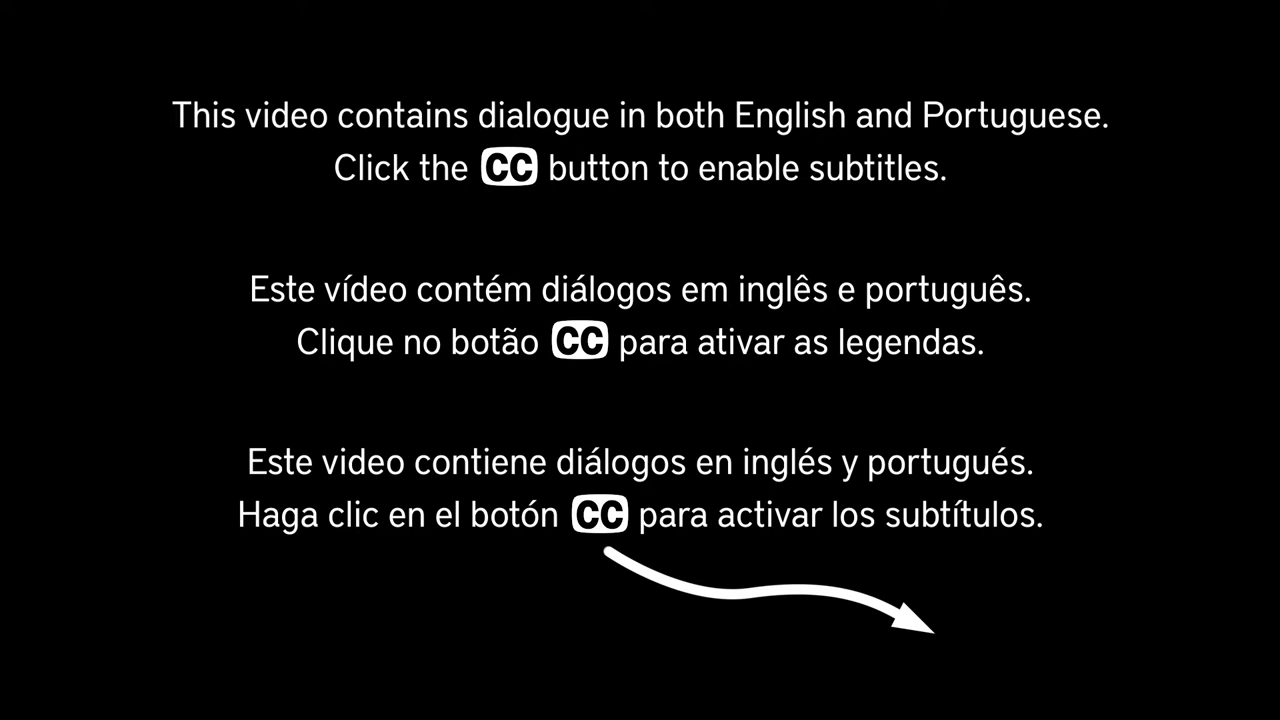 This video contains dialogue in both English and Portuguese.
Click the CC button to enable subtitles.
Este vídeo contém diálogos em inglês e português.
Clique no botão CC para ativar as legendas.
Este video contiene diálogos en inglés y portugués.
Haga clic en el botón CC para activar los subtítulos.